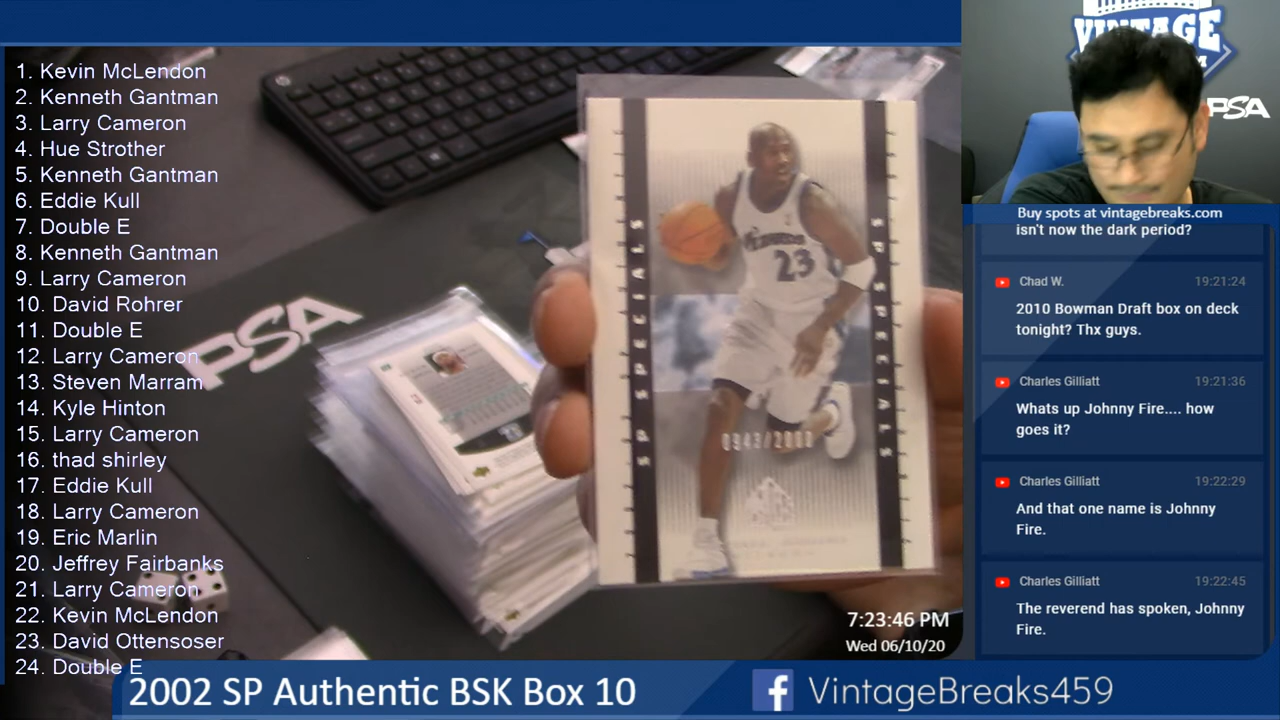 1. Kevin McLendon
2. Kenneth Gantman
3. Larry Cameron
4. Hue Strother
5. Kenneth Gantman
6. Eddie Kull
7. Double E
8. Kenneth Gantman
9. Larry Cameron
10. David Rohrer
11. Double E
12. Larry Cameron
13. Steven Marram
14. Kyle Hinton
15. Larry Cameron
16. thad shirley
17. Eddie Kull
18. Larry Cameron
19. Eric Marlin
20. Jeffrey Fairbanks
21. Larry Cameron
22. Kevin McLendon
23. David Ottensoser
24. Double E
PSA
SP SPECIALS
SP SPECIALS
23
0943/2000
7:23:46 PM
Wed 06/10/20
VINTAGE
PSA
Buy spots at vintagebreaks.com
isn't now the dark period?
Chad W. 19:21:24
2010 Bowman Draft box on deck
tonight? Thx guys.
Charles Gilliatt 19:21:36
Whats up Johnny Fire.... how
goes it?
Charles Gilliatt 19:22:29
And that one name is Johnny
Fire.
Charles Gilliatt 19:22:45
The reverend has spoken, Johnny
Fire.
2002 SP Authentic BSK Box 10
f VintageBreaks459